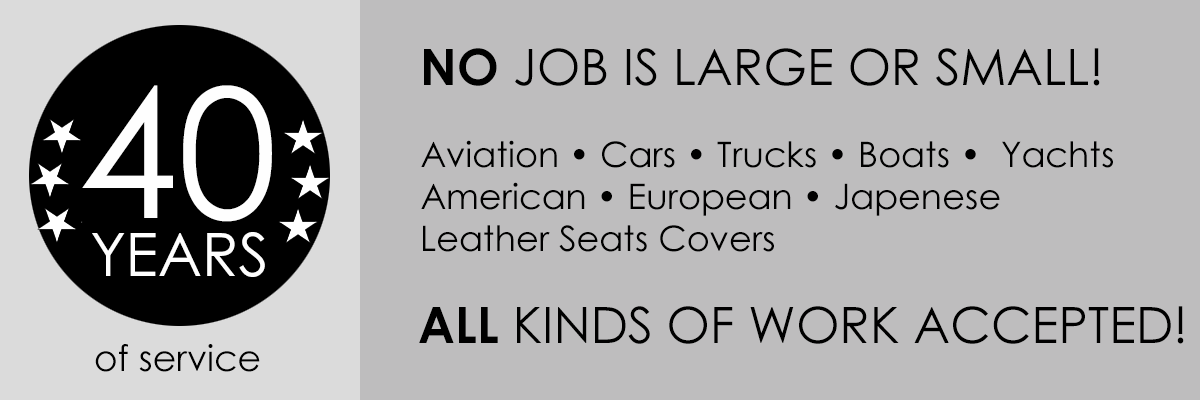 40
YEARS
of service
NO JOB IS LARGE OR SMALL!
Aviation • Cars • Trucks • Boats • Yachts
American • European • Japenese
Leather Seats Covers
ALL KINDS OF WORK ACCEPTED!